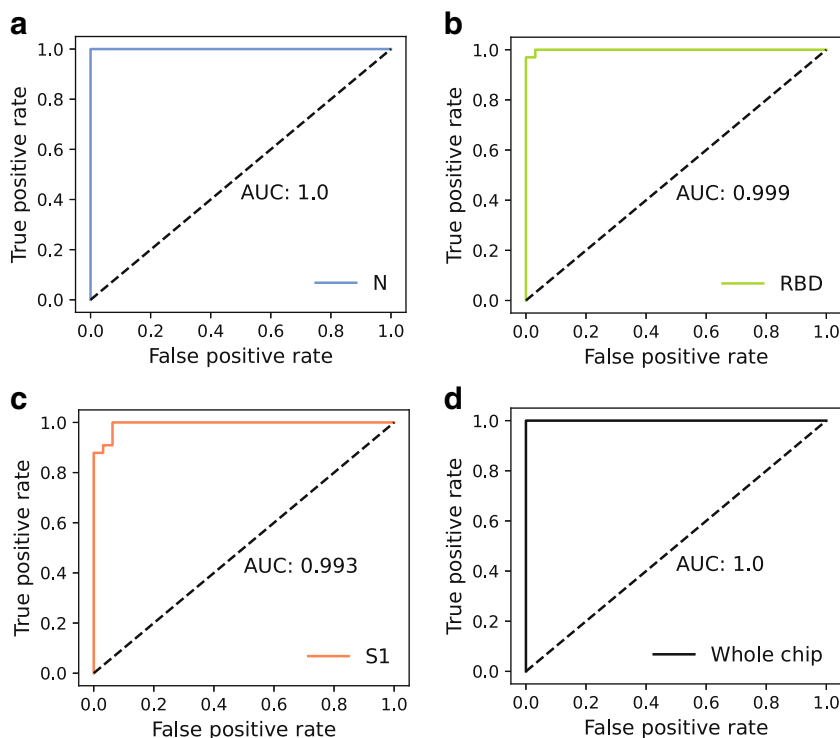 a
1.0
0.8
0.6
0.4
0.2
0.0
True positive rate
AUC: 1.0
N
0.0 0.2 0.4 0.6 0.8 1.0
False positive rate
b
1.0
0.8
0.6
0.4
0.2
0.0
True positive rate
AUC: 0.999
RBD
0.0 0.2 0.4 0.6 0.8 1.0
False positive rate
c
1.0
0.8
0.6
0.4
0.2
0.0
True positive rate
AUC: 0.993
S1
0.0 0.2 0.4 0.6 0.8 1.0
False positive rate
d
1.0
0.8
0.6
0.4
0.2
0.0
True positive rate
AUC: 1.0
Whole chip
0.0 0.2 0.4 0.6 0.8 1.0
False positive rate